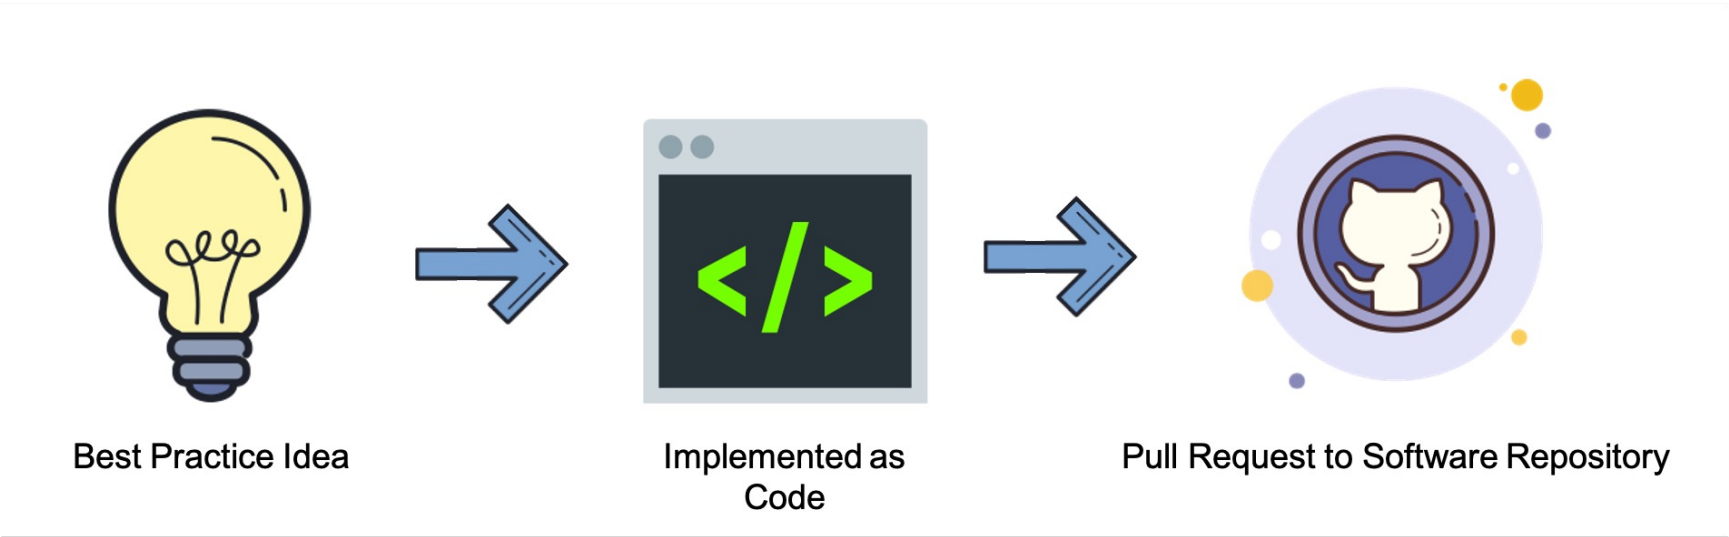 </>
Best Practice Idea
Implemented as
Code
Pull Request to Software Repository